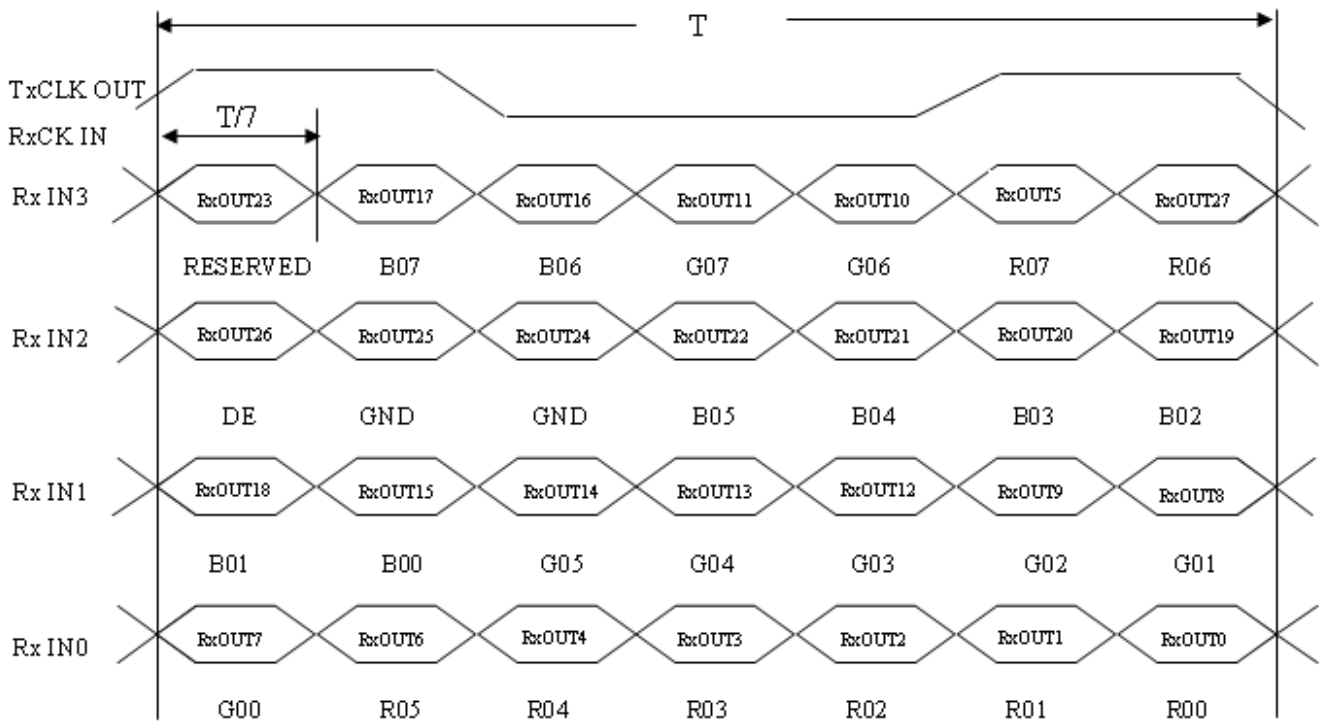 T
TxCLK OUT
T/7
RxCK IN
Rx IN3 RxOUT23 RxOUT17 RxOUT16 RxOUT11 RxOUT10 RxOUT5 RxOUT27
RESERVED B07 B06 G07 G06 R07 R06
Rx IN2 RxOUT26 RxOUT25 RxOUT24 RxOUT22 RxOUT21 RxOUT20 RxOUT19
DE GND GND B05 B04 B03 B02
Rx IN1 RxOUT18 RxOUT15 RxOUT14 RxOUT13 RxOUT12 RxOUT9 RxOUT8
B01 B00 G05 G04 G03 G02 G01
Rx IN0 RxOUT7 RxOUT6 RxOUT4 RxOUT3 RxOUT2 RxOUT1 RxOUT0
G00 R05 R04 R03 R02 R01 R00